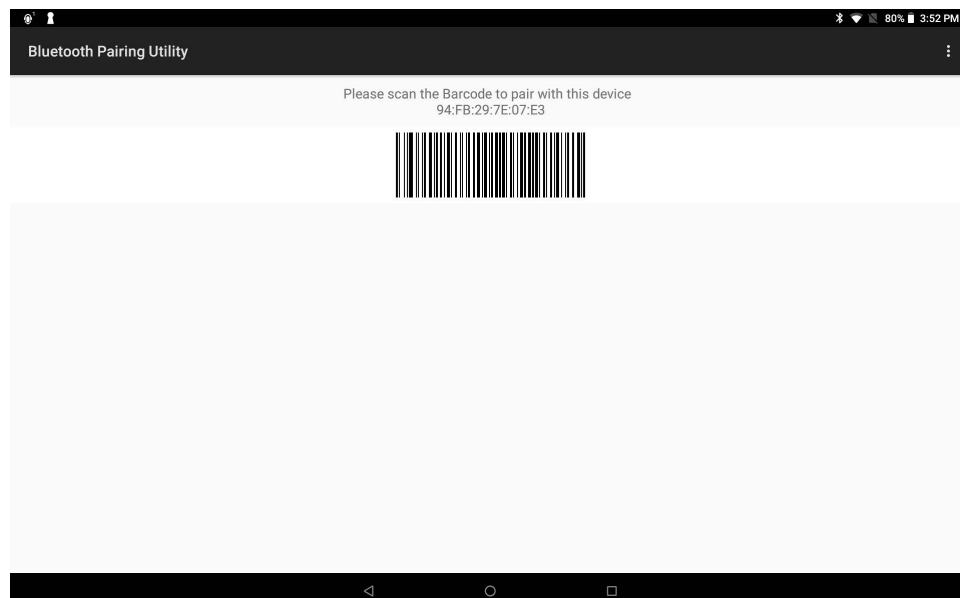 80% 3:52 PM
Bluetooth Pairing Utility
Please scan the Barcode to pair with this device
94:FB:29:7E:07:E3